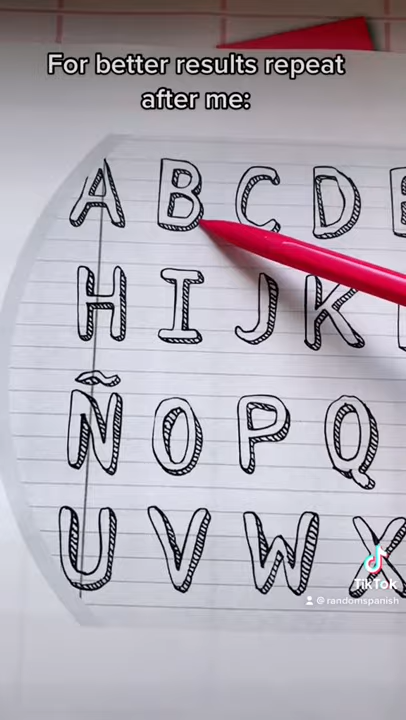 For better results repeat
after me:
A B C D
H I J K
Ñ O P Q
U V W X
TikTok
@randomspanish